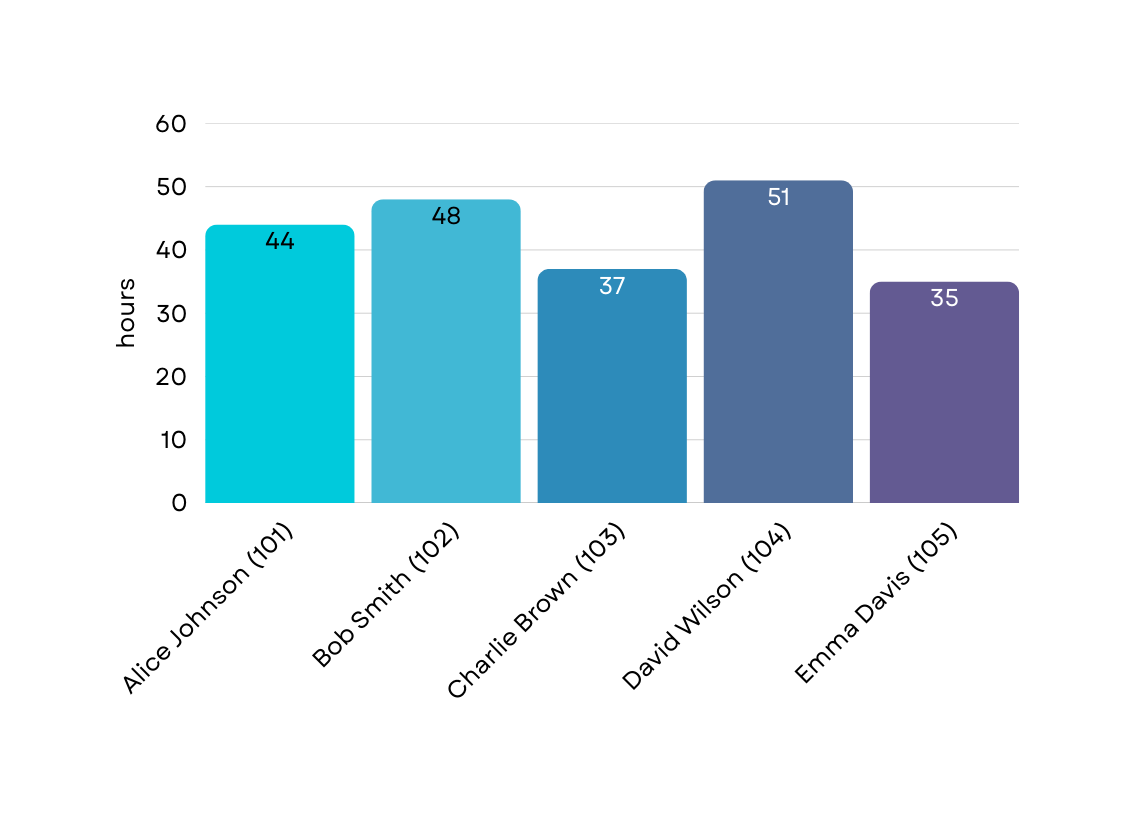 60
50
40
30
20
10
0
hours
44
48
37
51
35
Alice Johnson (101)
Bob Smith (102)
Charlie Brown (103)
David Wilson (104)
Emma Davis (105)